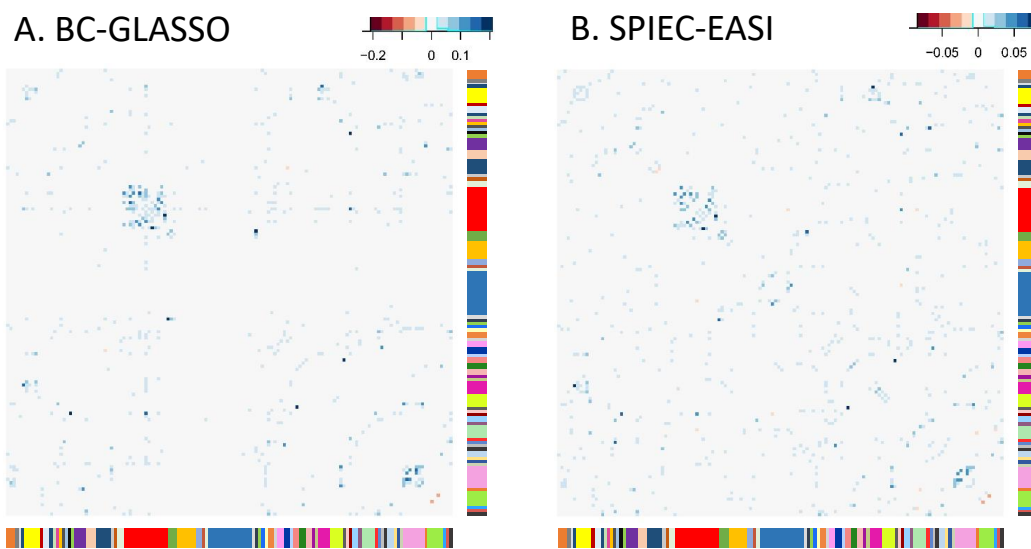 A. BC-GLASSO
−0.2 0 0.1
B. SPIEC-EASI
−0.05 0 0.05